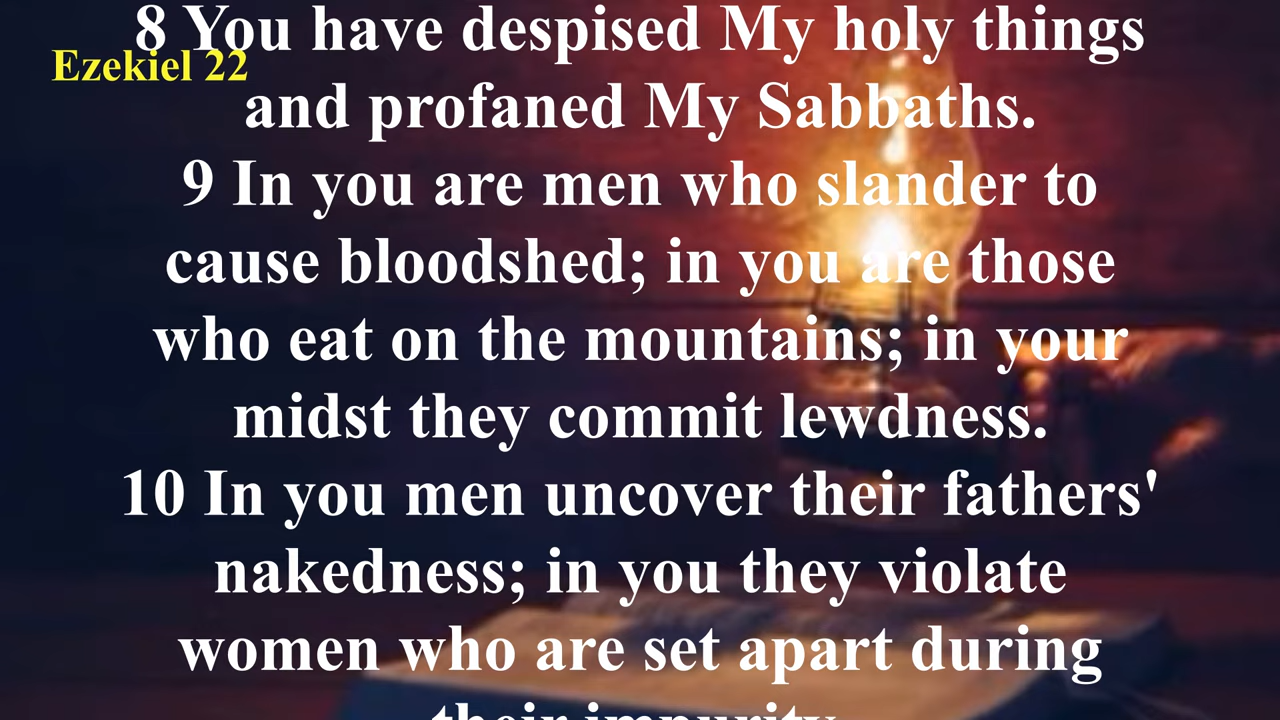 8 You have despised My holy things
Ezekiel 22
and profaned My Sabbaths.
9 In you are men who slander to
cause bloodshed; in you are those
who eat on the mountains; in your
midst they commit lewdness.
10 In you men uncover their fathers'
nakedness; in you they violate
women who are set apart during
their impurity.